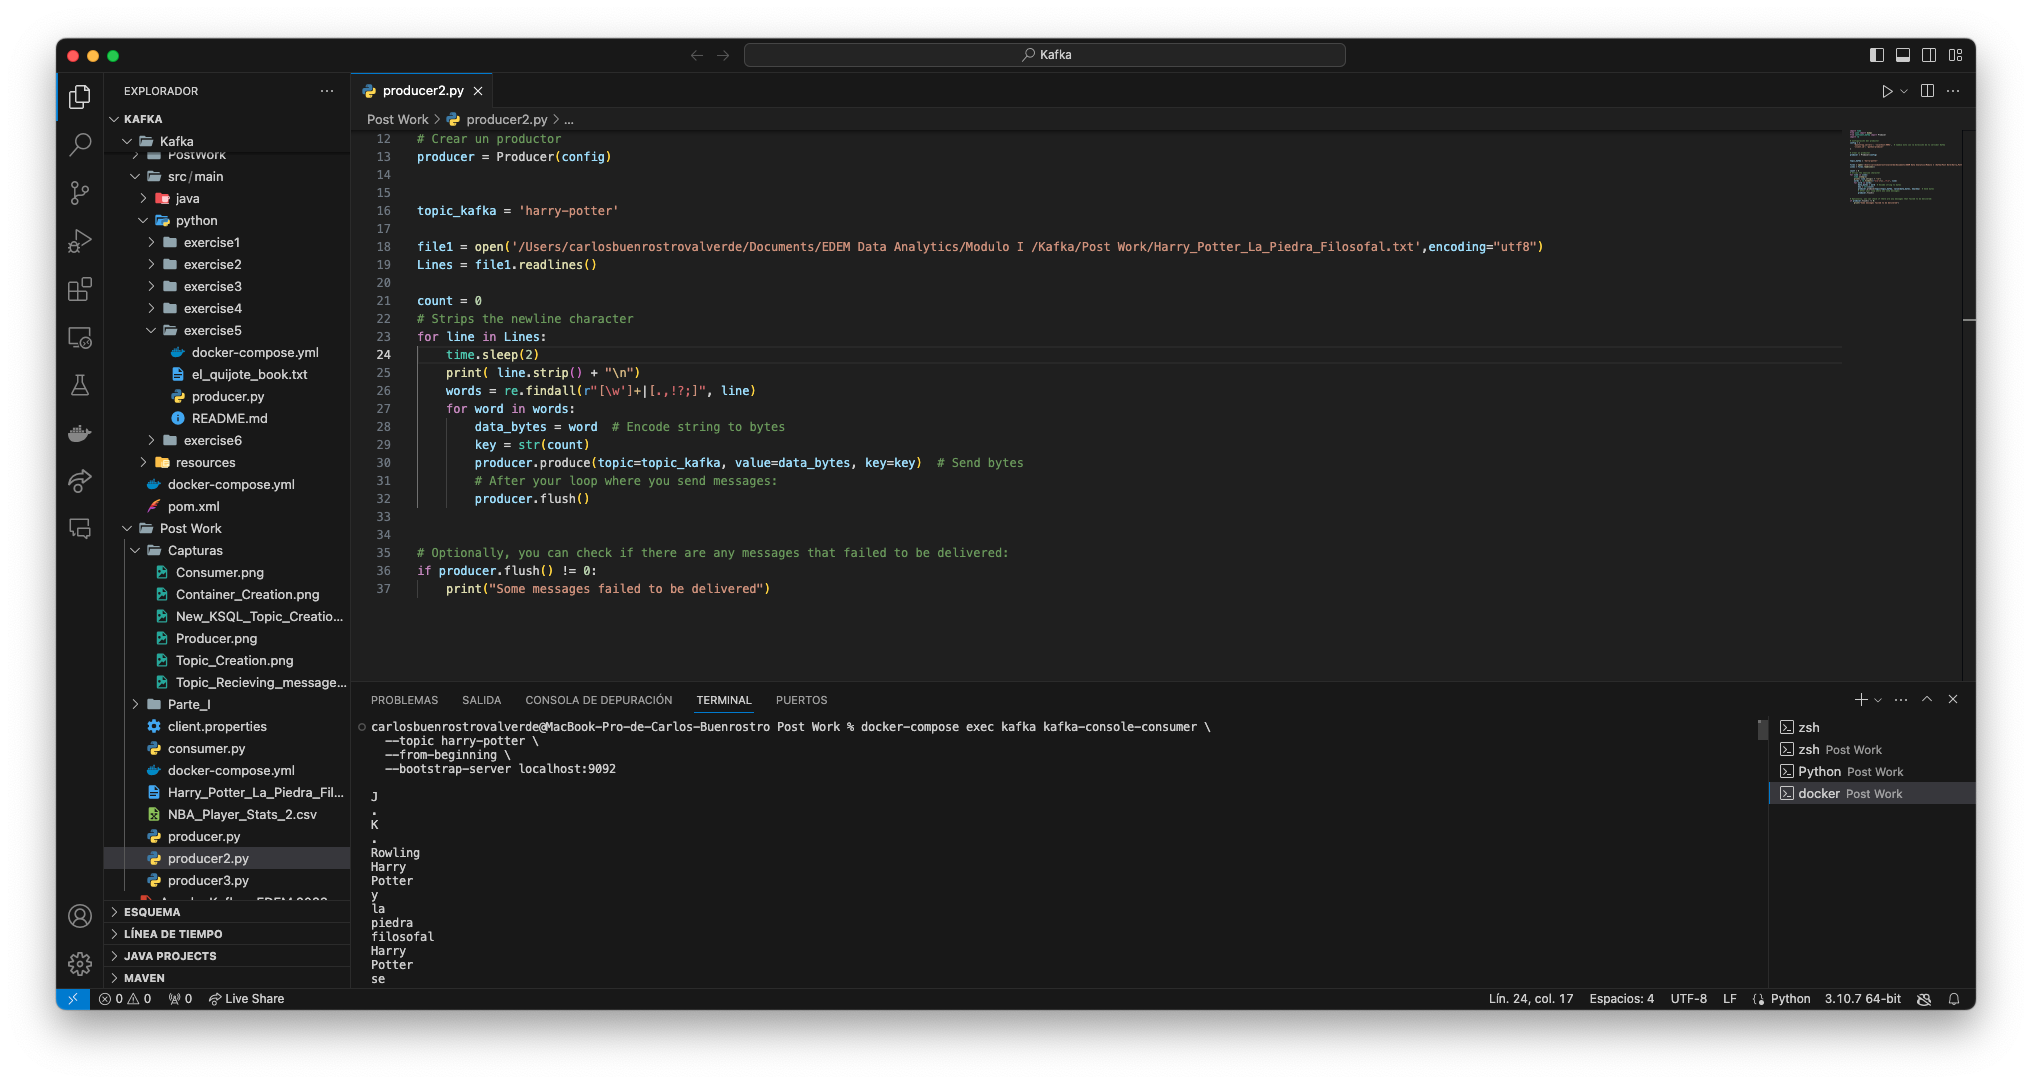 Kafka
EXPLORADOR
KAFKA
Kafka
PostWork
src/main
java
python
exercise1
exercise2
exercise3
exercise4
exercise5
docker-compose.yml
el_quijote_book.txt
producer.py
README.md
exercise6
resources
docker-compose.yml
pom.xml
Post Work
Capturas
Consumer.png
Container_Creation.png
New_KSQL_Topic_Creatio...
Producer.png
Topic_Creation.png
Topic_Recieving_message...
Parte_I
client.properties
consumer.py
docker-compose.yml
Harry_Potter_La_Piedra_Fil...
NBA_Player_Stats_2.csv
producer.py
producer2.py
producer3.py
ESQUEMA
LÍNEA DE TIEMPO
JAVA PROJECTS
MAVEN
producer2.py
Post Work > producer2.py > ...
12 # Crear un productor
13 producer = Producer(config)
14
15
16 topic_kafka = 'harry-potter'
17
18 file1 = open('/Users/carlosbuenrostrovalverde/Documents/EDEM Data Analytics/Modulo I /Kafka/Post Work/Harry_Potter_La_Piedra_Filosofal.txt',encoding="utf8")
19 Lines = file1.readlines()
20
21 count = 0
22 # Strips the newline character
23 for line in Lines:
24     time.sleep(2)
25     print( line.strip() + "\n")
26     words = re.findall(r"[\w']+|[.,!?;]", line)
27     for word in words:
28         data_bytes = word  # Encode string to bytes
29         key = str(count)
30         producer.produce(topic=topic_kafka, value=data_bytes, key=key)  # Send bytes
31         # After your loop where you send messages:
32         producer.flush()
33
34
35 # Optionally, you can check if there are any messages that failed to be delivered:
36 if producer.flush() != 0:
37     print("Some messages failed to be delivered")
PROBLEMAS SALIDA CONSOLA DE DEPURACIÓN TERMINAL PUERTOS
carlosbuenrostrovalverde@MacBook-Pro-de-Carlos-Buenrostro Post Work % docker-compose exec kafka kafka-console-consumer \
--topic harry-potter \
--from-beginning \
--bootstrap-server localhost:9092
J
.
K
.
Rowling
Harry
Potter
y
la
piedra
filosofal
Harry
Potter
se
zsh
zsh Post Work
Python Post Work
docker Post Work
0 0 0 Live Share
Lín. 24, col. 17 Espacios: 4 UTF-8 LF Python 3.10.7 64-bit